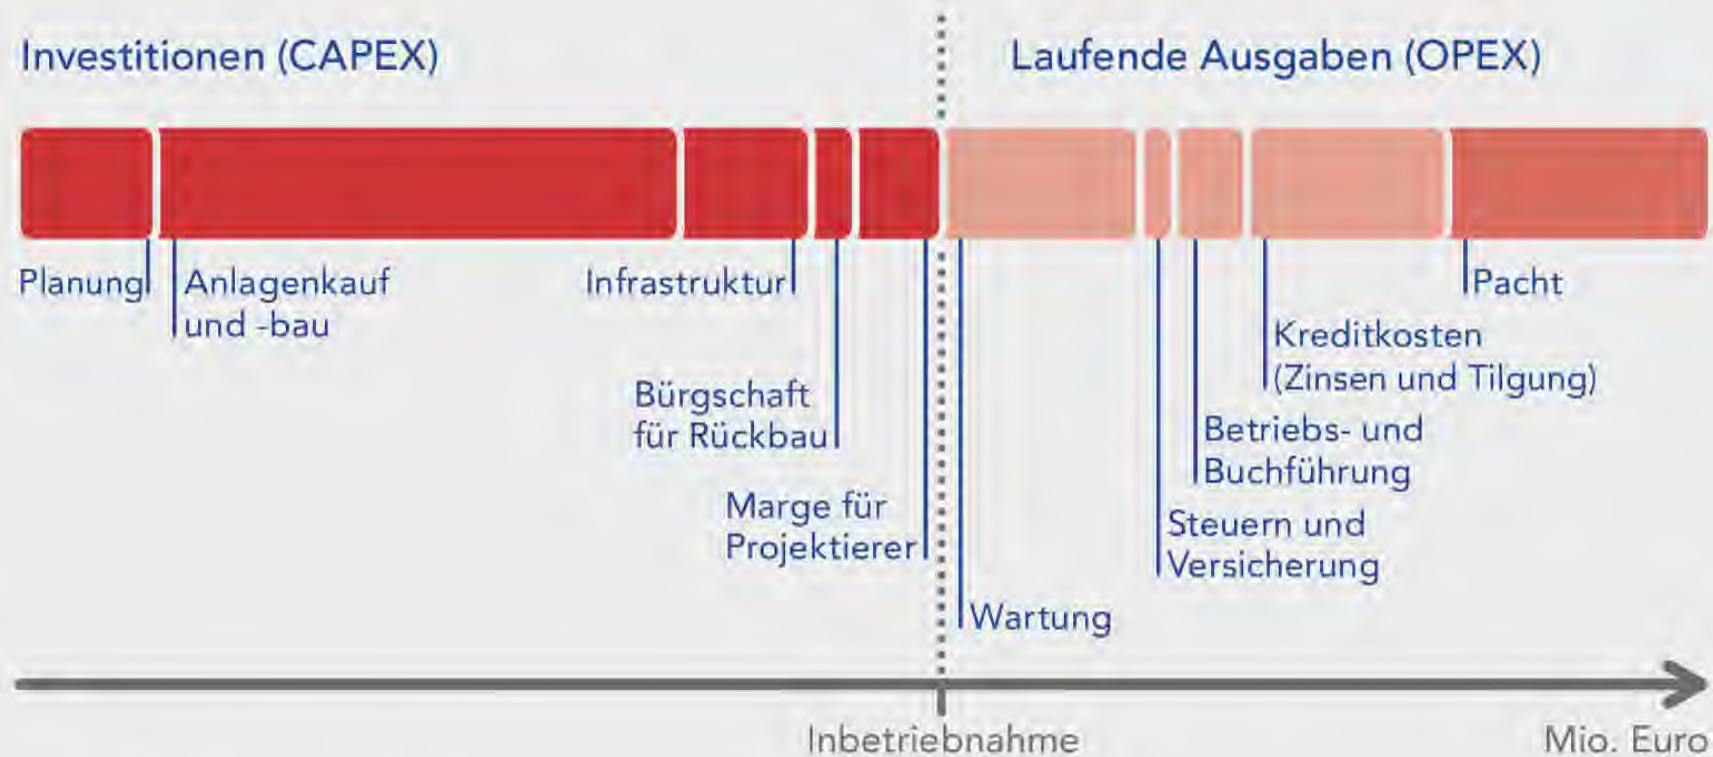 Investitionen (CAPEX)
Laufende Ausgaben (OPEX)
Planung
Anlagenkauf
und -bau
Infrastruktur
Bürgschaft
für Rückbau
Marge für
Projektierer
Wartung
Steuern und
Versicherung
Betriebs- und
Buchführung
Kreditkosten
(Zinsen und Tilgung)
Pacht
Inbetriebnahme
Mio. Euro